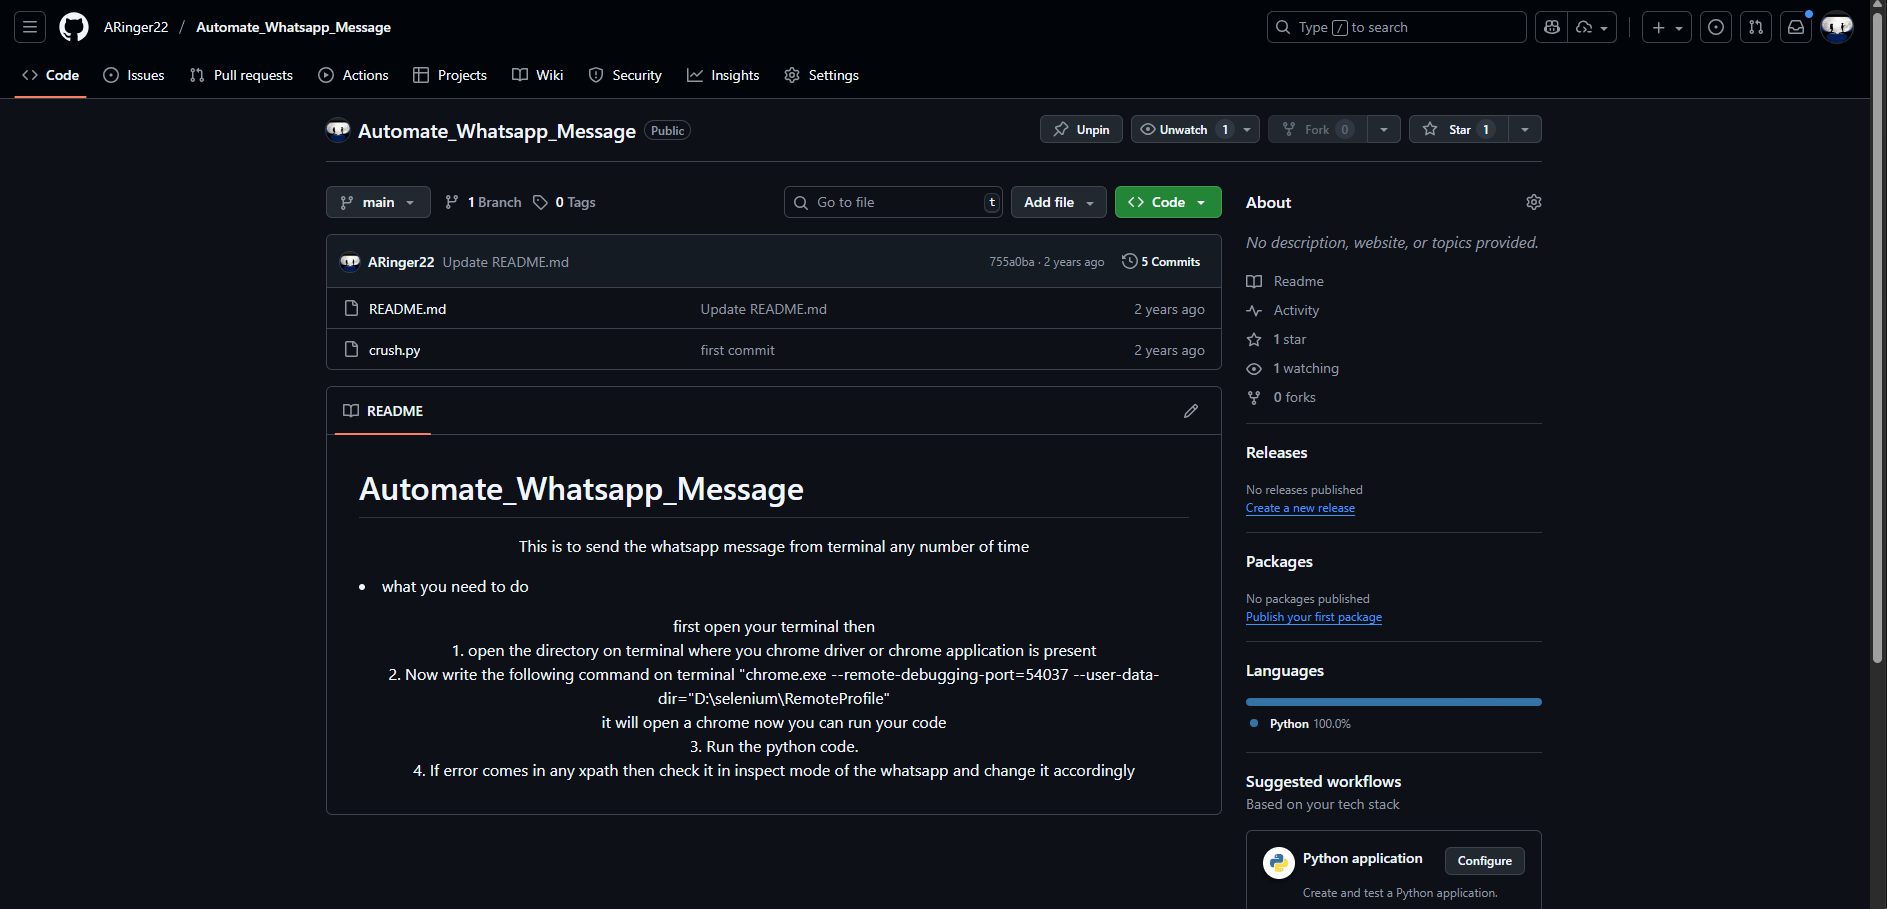 ARinger22 / Automate_Whatsapp_Message
Type / to search
Code Issues Pull requests Actions Projects Wiki Security Insights Settings
Automate_Whatsapp_Message Public
Unpin Unwatch 1 Fork 0 Star 1
main 1 Branch 0 Tags
Go to file t Add file Code
ARinger22 Update README.md 755a0ba · 2 years ago 5 Commits
README.md Update README.md 2 years ago
crush.py first commit 2 years ago
README
Automate_Whatsapp_Message
This is to send the whatsapp message from terminal any number of time
• what you need to do
first open your terminal then
1. open the directory on terminal where you chrome driver or chrome application is present
2. Now write the following command on terminal "chrome.exe --remote-debugging-port=54037 --user-data-
dir="D:\selenium\RemoteProfile"
it will open a chrome now you can run your code
3. Run the python code.
4. If error comes in any xpath then check it in inspect mode of the whatsapp and change it accordingly
About
No description, website, or topics provided.
Readme
Activity
1 star
1 watching
0 forks
Releases
No releases published
Create a new release
Packages
No packages published
Publish your first package
Languages
Python 100.0%
Suggested workflows
Based on your tech stack
Python application Configure
Create and test a Python application.